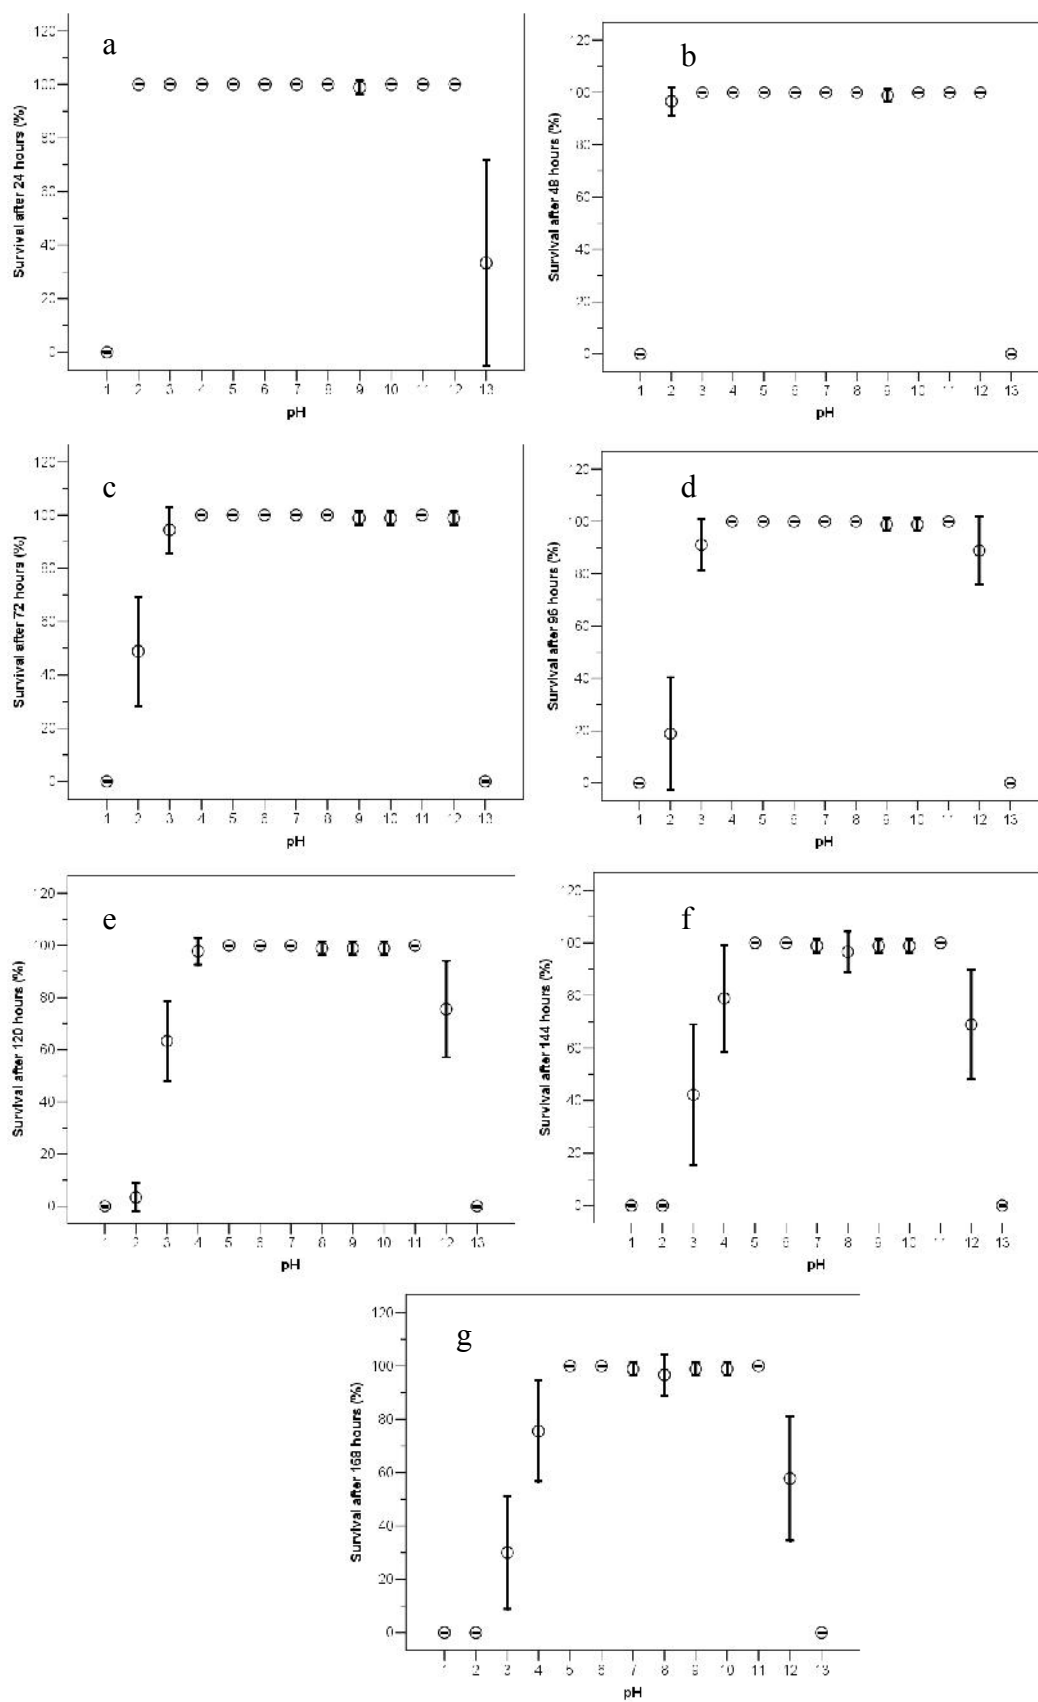 a
Survival after 24 hours (%)
120
100
80
60
40
20
0
1 2 3 4 5 6 7 8 9 10 11 12 13
pH
b
Survival after 48 hours (%)
120
100
80
60
40
20
0
1 2 3 4 5 6 7 8 9 10 11 12 13
pH
c
Survival after 72 hours (%)
120
100
80
60
40
20
0
1 2 3 4 5 6 7 8 9 10 11 12 13
pH
d
Survival after 96 hours (%)
120
100
80
60
40
20
0
1 2 3 4 5 6 7 8 9 10 11 12 13
pH
e
Survival after 120 hours (%)
120
100
80
60
40
20
0
1 2 3 4 5 6 7 8 9 10 11 12 13
pH
f
Survival after 144 hours (%)
120
100
80
60
40
20
0
1 2 3 4 5 6 7 8 9 10 11 12 13
pH
g
Survival after 168 hours (%)
120
100
80
60
40
20
0
1 2 3 4 5 6 7 8 9 10 11 12 13
pH